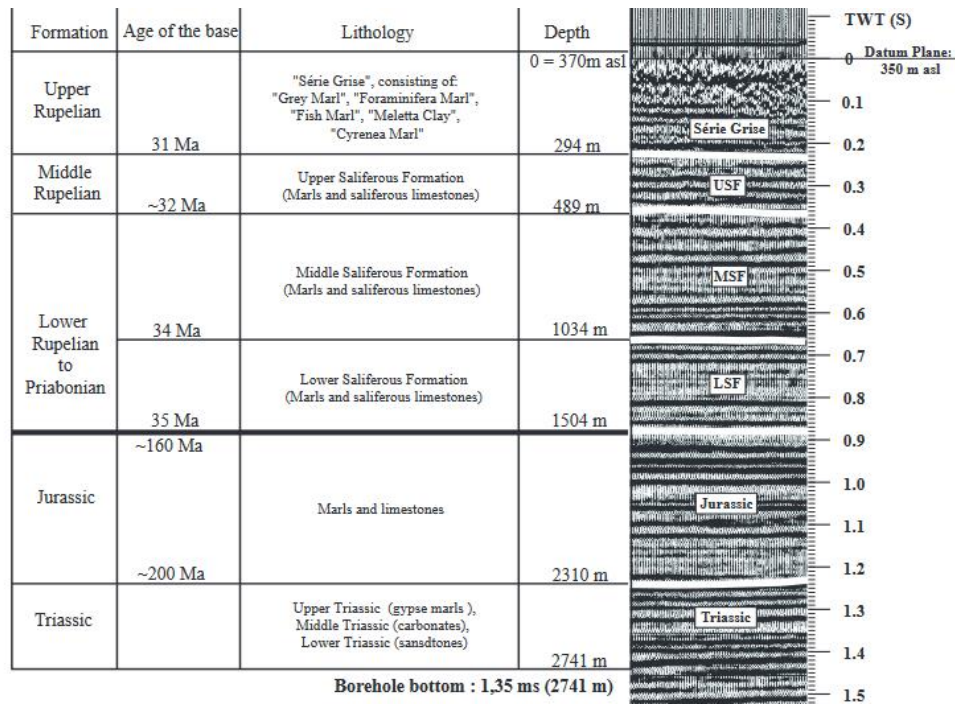 Formation Age of the base Lithology Depth TWT (S)
0 = 370m asl
0 Datum Plane:
350 m asl
Upper
Rupelian
"Série Grise", consisting of:
"Grey Marl", "Foraminifera Marl",
"Fish Marl", "Meletta Clay",
"Cyrenea Marl"
31 Ma
294 m
Série Grise
0.1
0.2
Middle
Rupelian
Upper Saliferous Formation
(Marls and saliferous limestones)
~32 Ma
489 m
USF
0.3
Lower
Rupelian
to
Priabonian
Middle Saliferous Formation
(Marls and saliferous limestones)
34 Ma
1034 m
MSF
0.4
0.5
0.6
Lower Saliferous Formation
(Marls and saliferous limestones)
35 Ma
1504 m
LSF
0.7
0.8
~160 Ma
Jurassic
Marls and limestones
~200 Ma
2310 m
Jurassic
0.9
1.0
1.1
1.2
Triassic
Upper Triassic (gypse marls ),
Middle Triassic (carbonates),
Lower Triassic (sansdtones)
2741 m
Triassic
1.3
1.4
1.5
Borehole bottom : 1,35 ms (2741 m)